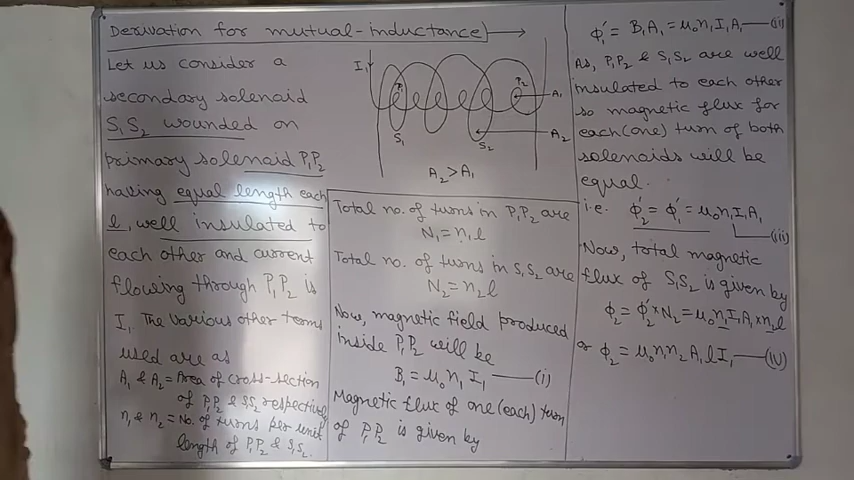 Derivation for mutual-inductance
Let us consider a
secondary solenoid
S₁S₂ wounded on
primary solenoid P₁P₂
having equal length each
l, well insulated to
each other and current
flowing through P₁P₂ is
I₁. The various other terms
used are as
A₁ & A₂ = Area of cross-section
of P₁P₂ & S₁S₂ respectively
n₁ & n₂ = No. of turns per unit
length of P₁P₂ & S₁S₂.
I₁
P₁
P₂
A₁
A₂
S₁
S₂
A₂ > A₁
Total no. of turns in P₁P₂ are
N₁ = n₁l
Total no. of turns in S₁S₂ are
N₂ = n₂l
Now, magnetic field produced
inside P₁P₂ will be
B₁ = μ₀n₁I₁ —— (i)
Magnetic flux of one (each) turn
of P₁P₂ is given by
ϕ₁' = B₁A₁ = μ₀n₁I₁A₁ — (ii)
As, P₁P₂ & S₁S₂ are well
insulated to each other
so magnetic flux for
each (one) turn of both
solenoids will be
equal.
i.e. ϕ₂' = ϕ₁' = μ₀n₁I₁A₁
— (iii)
Now, total magnetic
flux of S₁S₂ is given by
ϕ₂ = ϕ₂' × N₂ = μ₀n₁I₁A₁ × n₂l
or ϕ₂ = μ₀n₁n₂A₁lI₁ — (iv)